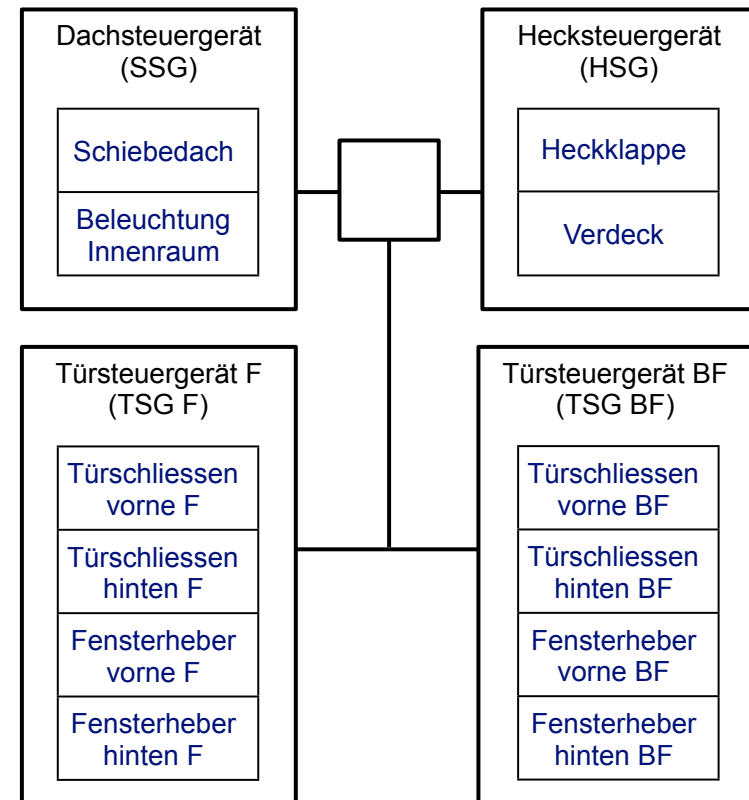 Dachsteuergerät
(SSG)
Schiebedach
Beleuchtung
Innenraum
Hecksteuergerät
(HSG)
Heckklappe
Verdeck
Türsteuergerät F
(TSG F)
Türschliessen
vorne F
Türschliessen
hinten F
Fensterheber
vorne F
Fensterheber
hinten F
Türsteuergerät BF
(TSG BF)
Türschliessen
vorne BF
Türschliessen
hinten BF
Fensterheber
vorne BF
Fensterheber
hinten BF